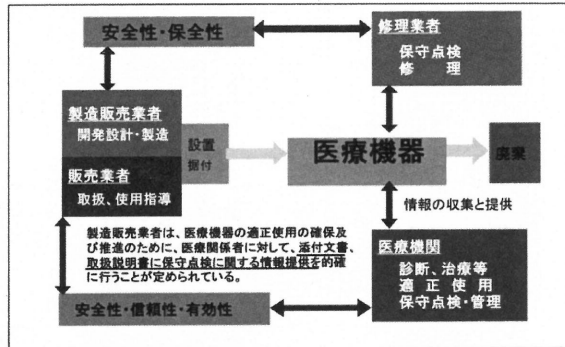 安全性・保全性
修理業者
保守点検
修　理
製造販売業者
開発設計・製造
販売業者
取扱、使用指導
設置
据付
医療機器
廃棄
情報の収集と提供
製造販売業者は、医療機器の適正使用の確保及
び推進のために、医療関係者に対して、添付文書、
取扱説明書に保守点検に関する情報提供を的確
に行うことが定められている。
医療機関
診断、治療等
適正使用
保守点検・管理
安全性・信頼性・有効性